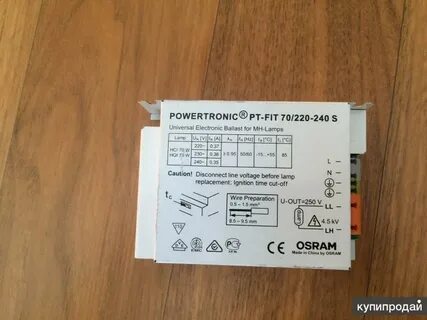 POWERTRONIC® PT-FIT 70/220-240 S
Universal Electronic Ballast for MH-Lamps
Lamp
220~ 0,37
HCI 70 W 230~ 0,36 ≥ 0.95 50/60 -15...+55 85
240~ 0,35
Caution! Disconnect line voltage before lamp
replacement: Ignition time cut-off
tc
Wire Preparation
0.5 – 1.5 mm²
8.5 – 9.5 mm
L
N
U-OUT=250 V
LL
Lamp
4.5 kV
LH
CE
OSRAM
Made in China by OSRAM
купипродай